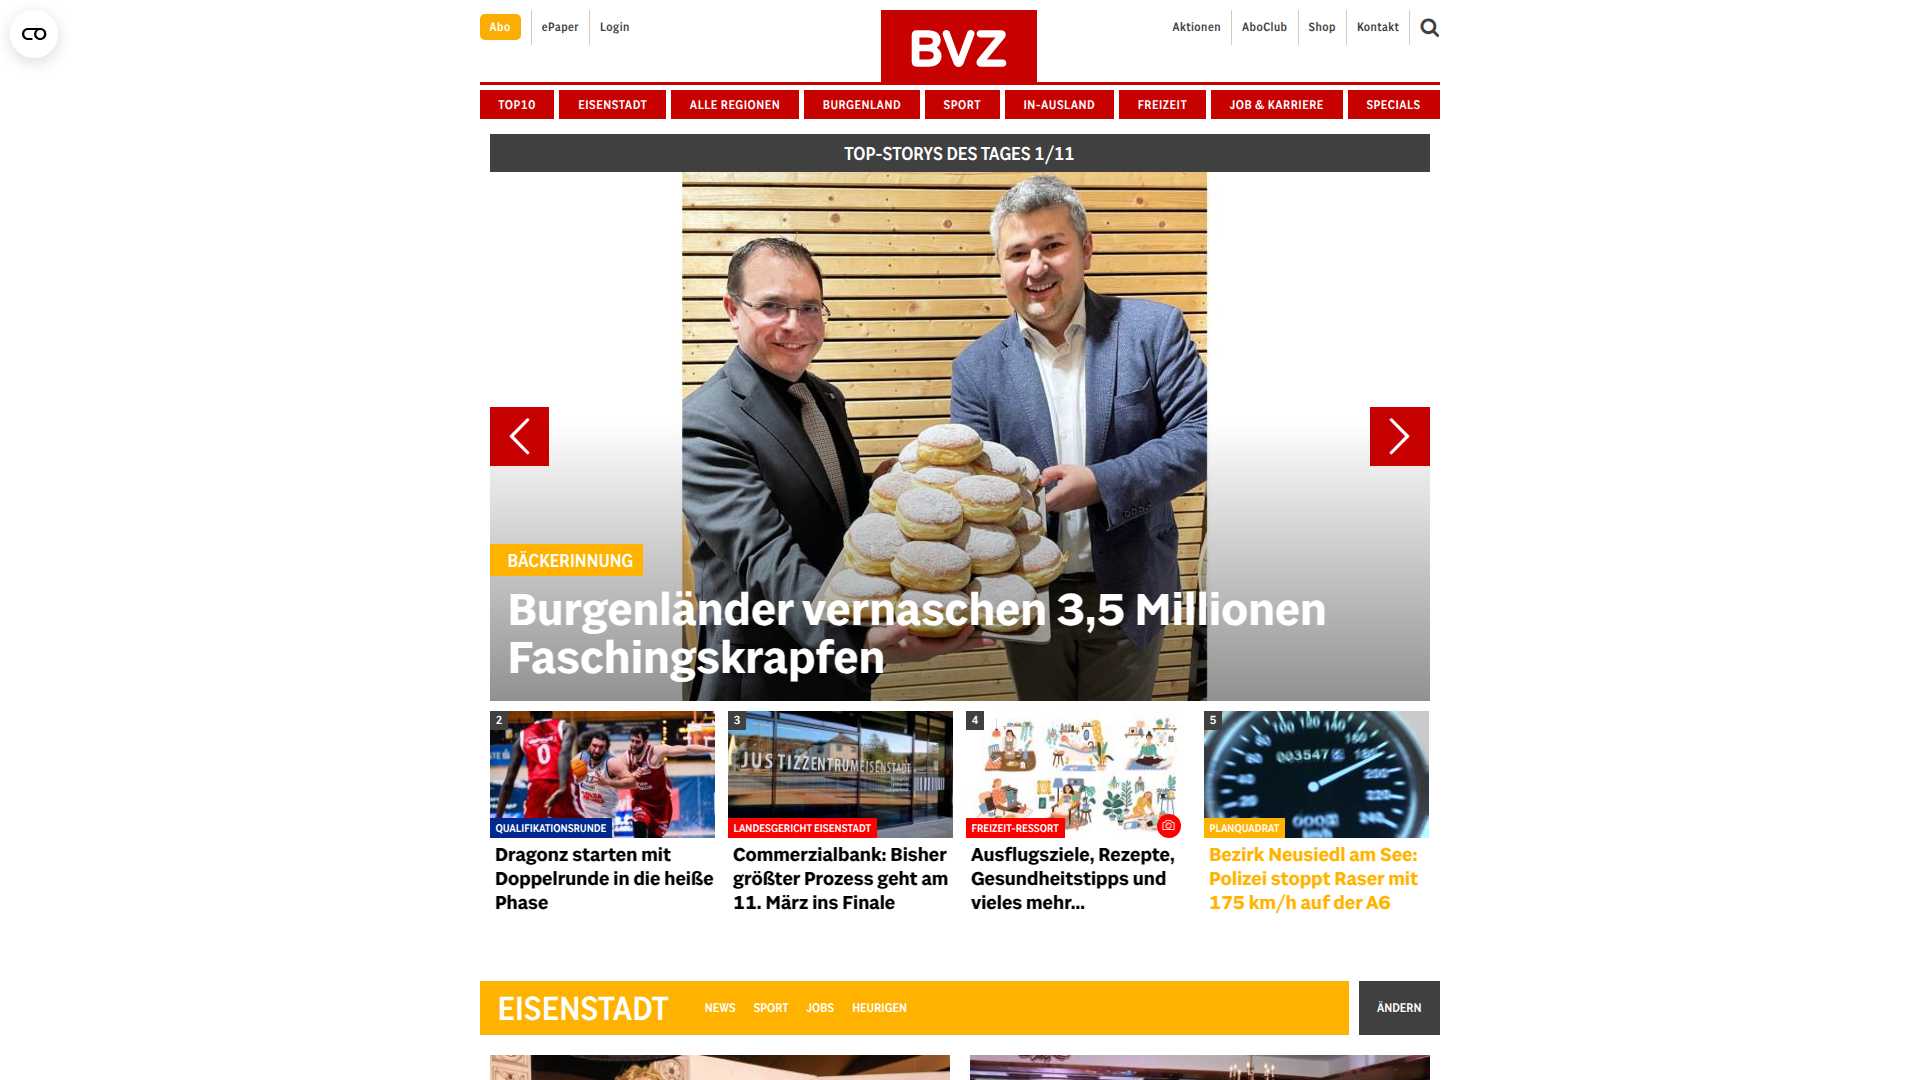 Abo
ePaper
Login
BVZ
Aktionen
AboClub
Shop
Kontakt
TOP10
EISENSTADT
ALLE REGIONEN
BURGENLAND
SPORT
IN-AUSLAND
FREIZEIT
JOB & KARRIERE
SPECIALS
TOP-STORYS DES TAGES 1/11
BÄCKERINNUNG
Burgenländer vernaschen 3,5 Millionen
Faschingskrapfen
2
QUALIFIKATIONSRUNDE
Dragonz starten mit
Doppelrunde in die heiße
Phase
3
JUSTIZZENTRUM EISENSTADT
LANDESGERICHT EISENSTADT
Commerzialbank: Bisher
größter Prozess geht am
11. März ins Finale
4
FREIZEIT-RESSORT
Ausflugsziele, Rezepte,
Gesundheitstipps und
vieles mehr...
5
PLANQUADRAT
Bezirk Neusiedl am See:
Polizei stoppt Raser mit
175 km/h auf der A6
EISENSTADT
NEWS
SPORT
JOBS
HEURIGEN
ÄNDERN